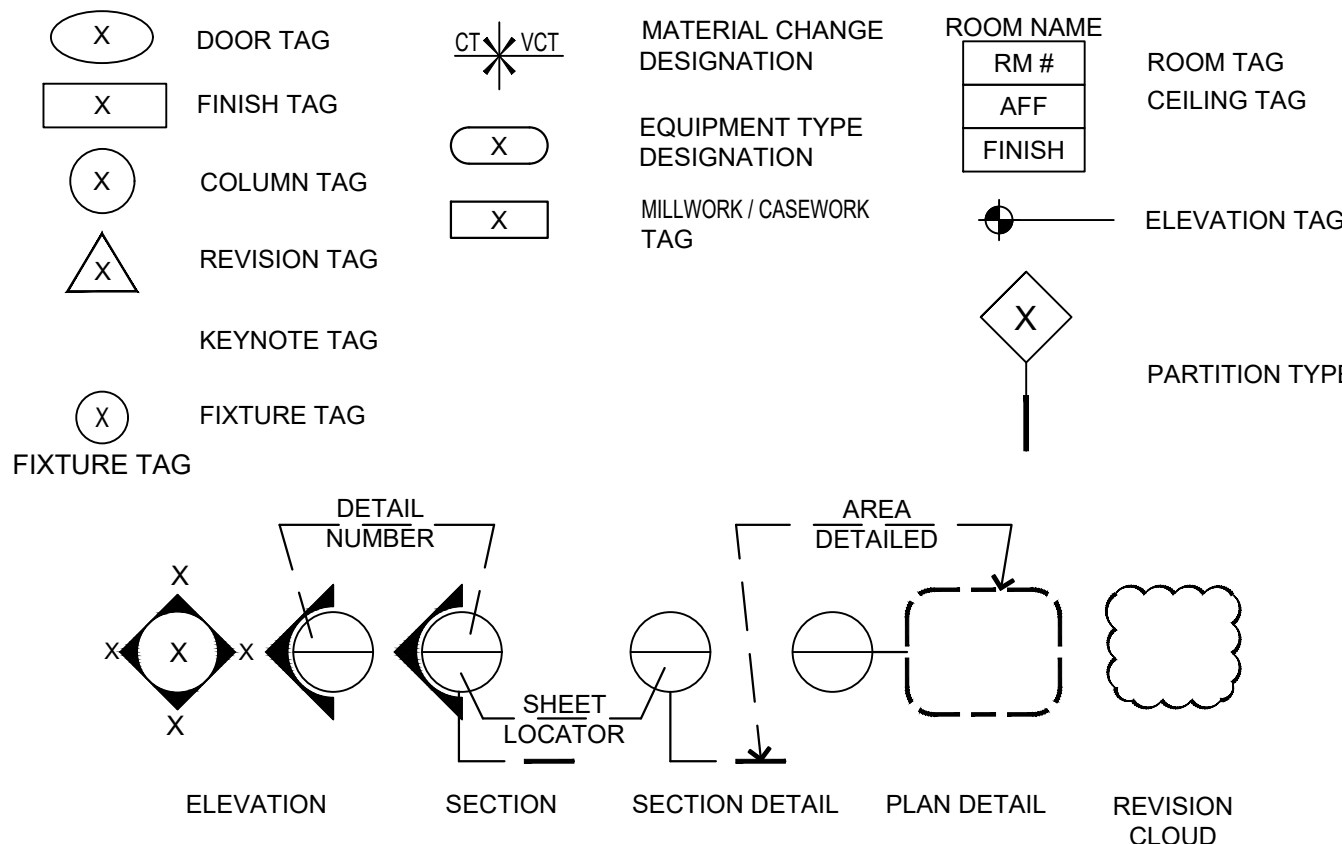 X
DOOR TAG
X
FINISH TAG
X
COLUMN TAG
X
REVISION TAG
KEYNOTE TAG
X
FIXTURE TAG
FIXTURE TAG
CT VCT
MATERIAL CHANGE
DESIGNATION
X
EQUIPMENT TYPE
DESIGNATION
X
MILLWORK / CASEWORK
TAG
ROOM NAME
RM #
AFF
FINISH
ROOM TAG
CEILING TAG
ELEVATION TAG
X
PARTITION TYPE
DETAIL
NUMBER
AREA
DETAILED
X
X X X
X
SHEET
LOCATOR
ELEVATION
SECTION
SECTION DETAIL
PLAN DETAIL
REVISION
CLOUD